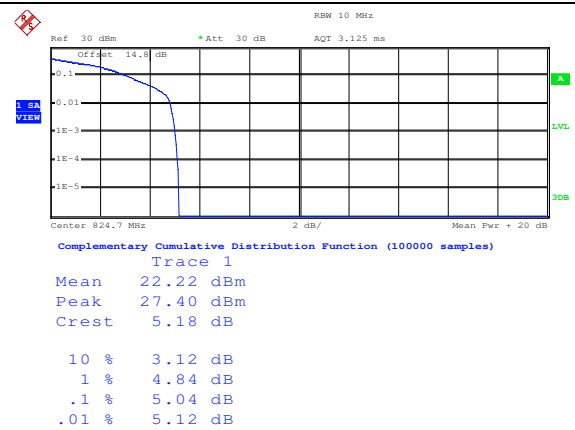 RBW 10 MHz
Ref 30 dBm *Att 30 dB AQT 3.125 ms
Offset 14.8 dB
0.1
A
0.01
1 SA
VIEW
1E-3
LVL
1E-4
1E-5
3DB
Center 824.7 MHz 2 dB/ Mean Pwr + 20 dB
Complementary Cumulative Distribution Function (100000 samples)
Trace 1
Mean 22.22 dBm
Peak 27.40 dBm
Crest 5.18 dB
10 % 3.12 dB
1 % 4.84 dB
.1 % 5.04 dB
.01 % 5.12 dB